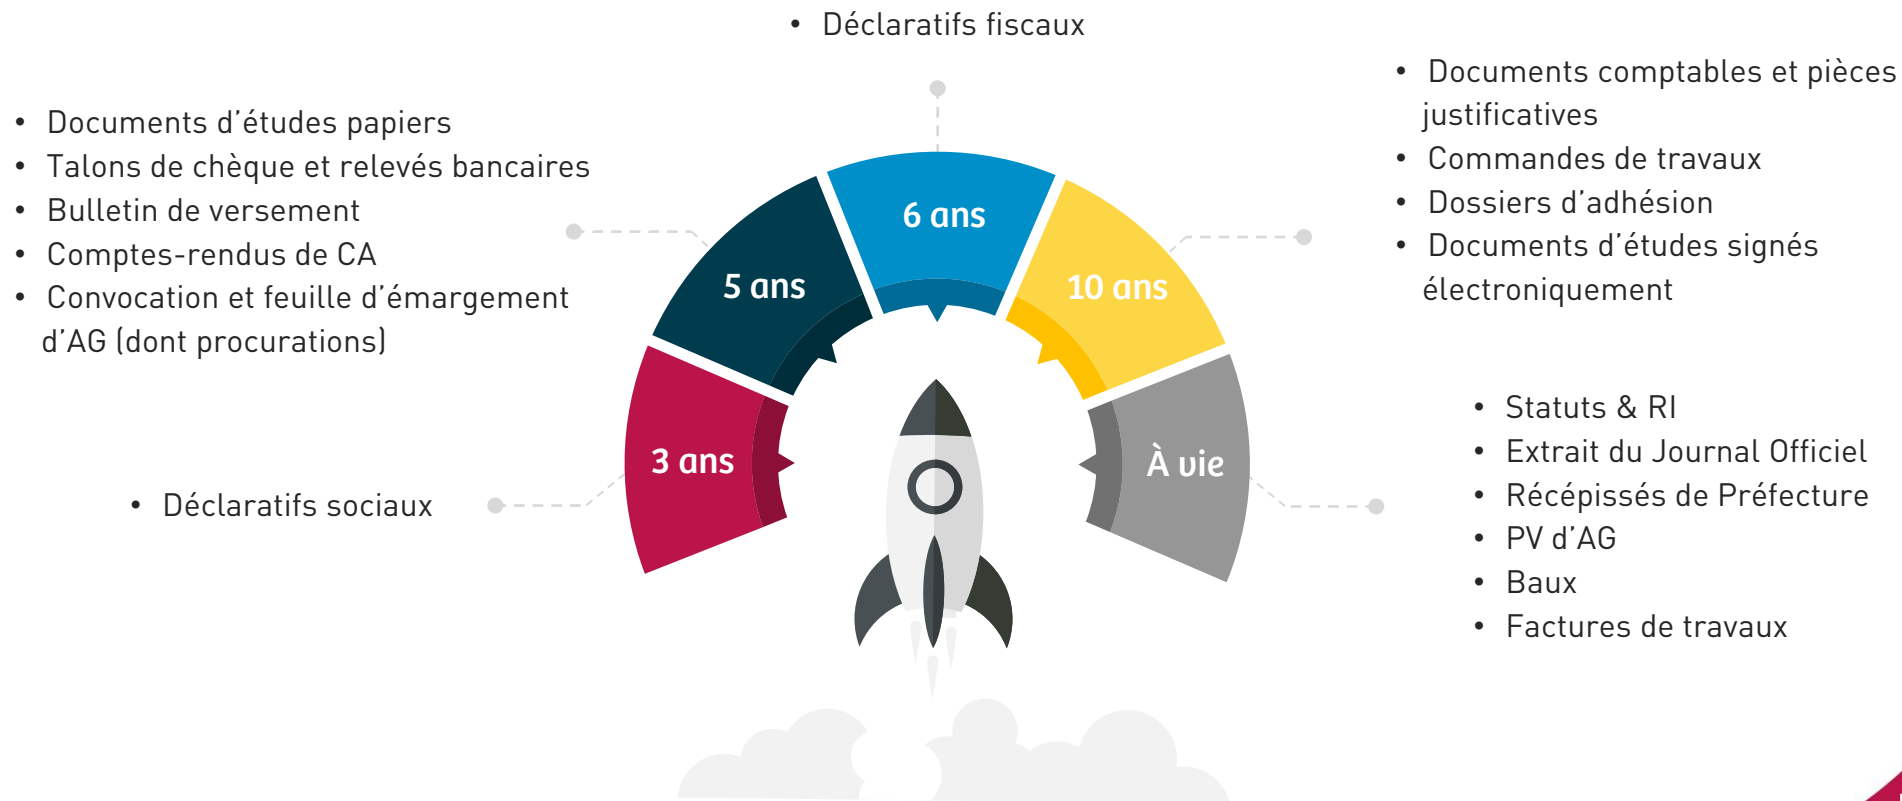 • Déclaratifs fiscaux
• Documents d’études papiers
• Talons de chèque et relevés bancaires
• Bulletin de versement
• Comptes-rendus de CA
• Convocation et feuille d’émargement
d’AG (dont procurations)
• Déclaratifs sociaux
3 ans
5 ans
6 ans
10 ans
À vie
• Documents comptables et pièces
justificatives
• Commandes de travaux
• Dossiers d’adhésion
• Documents d’études signés
électroniquement
• Statuts & RI
• Extrait du Journal Officiel
• Récépissés de Préfecture
• PV d’AG
• Baux
• Factures de travaux